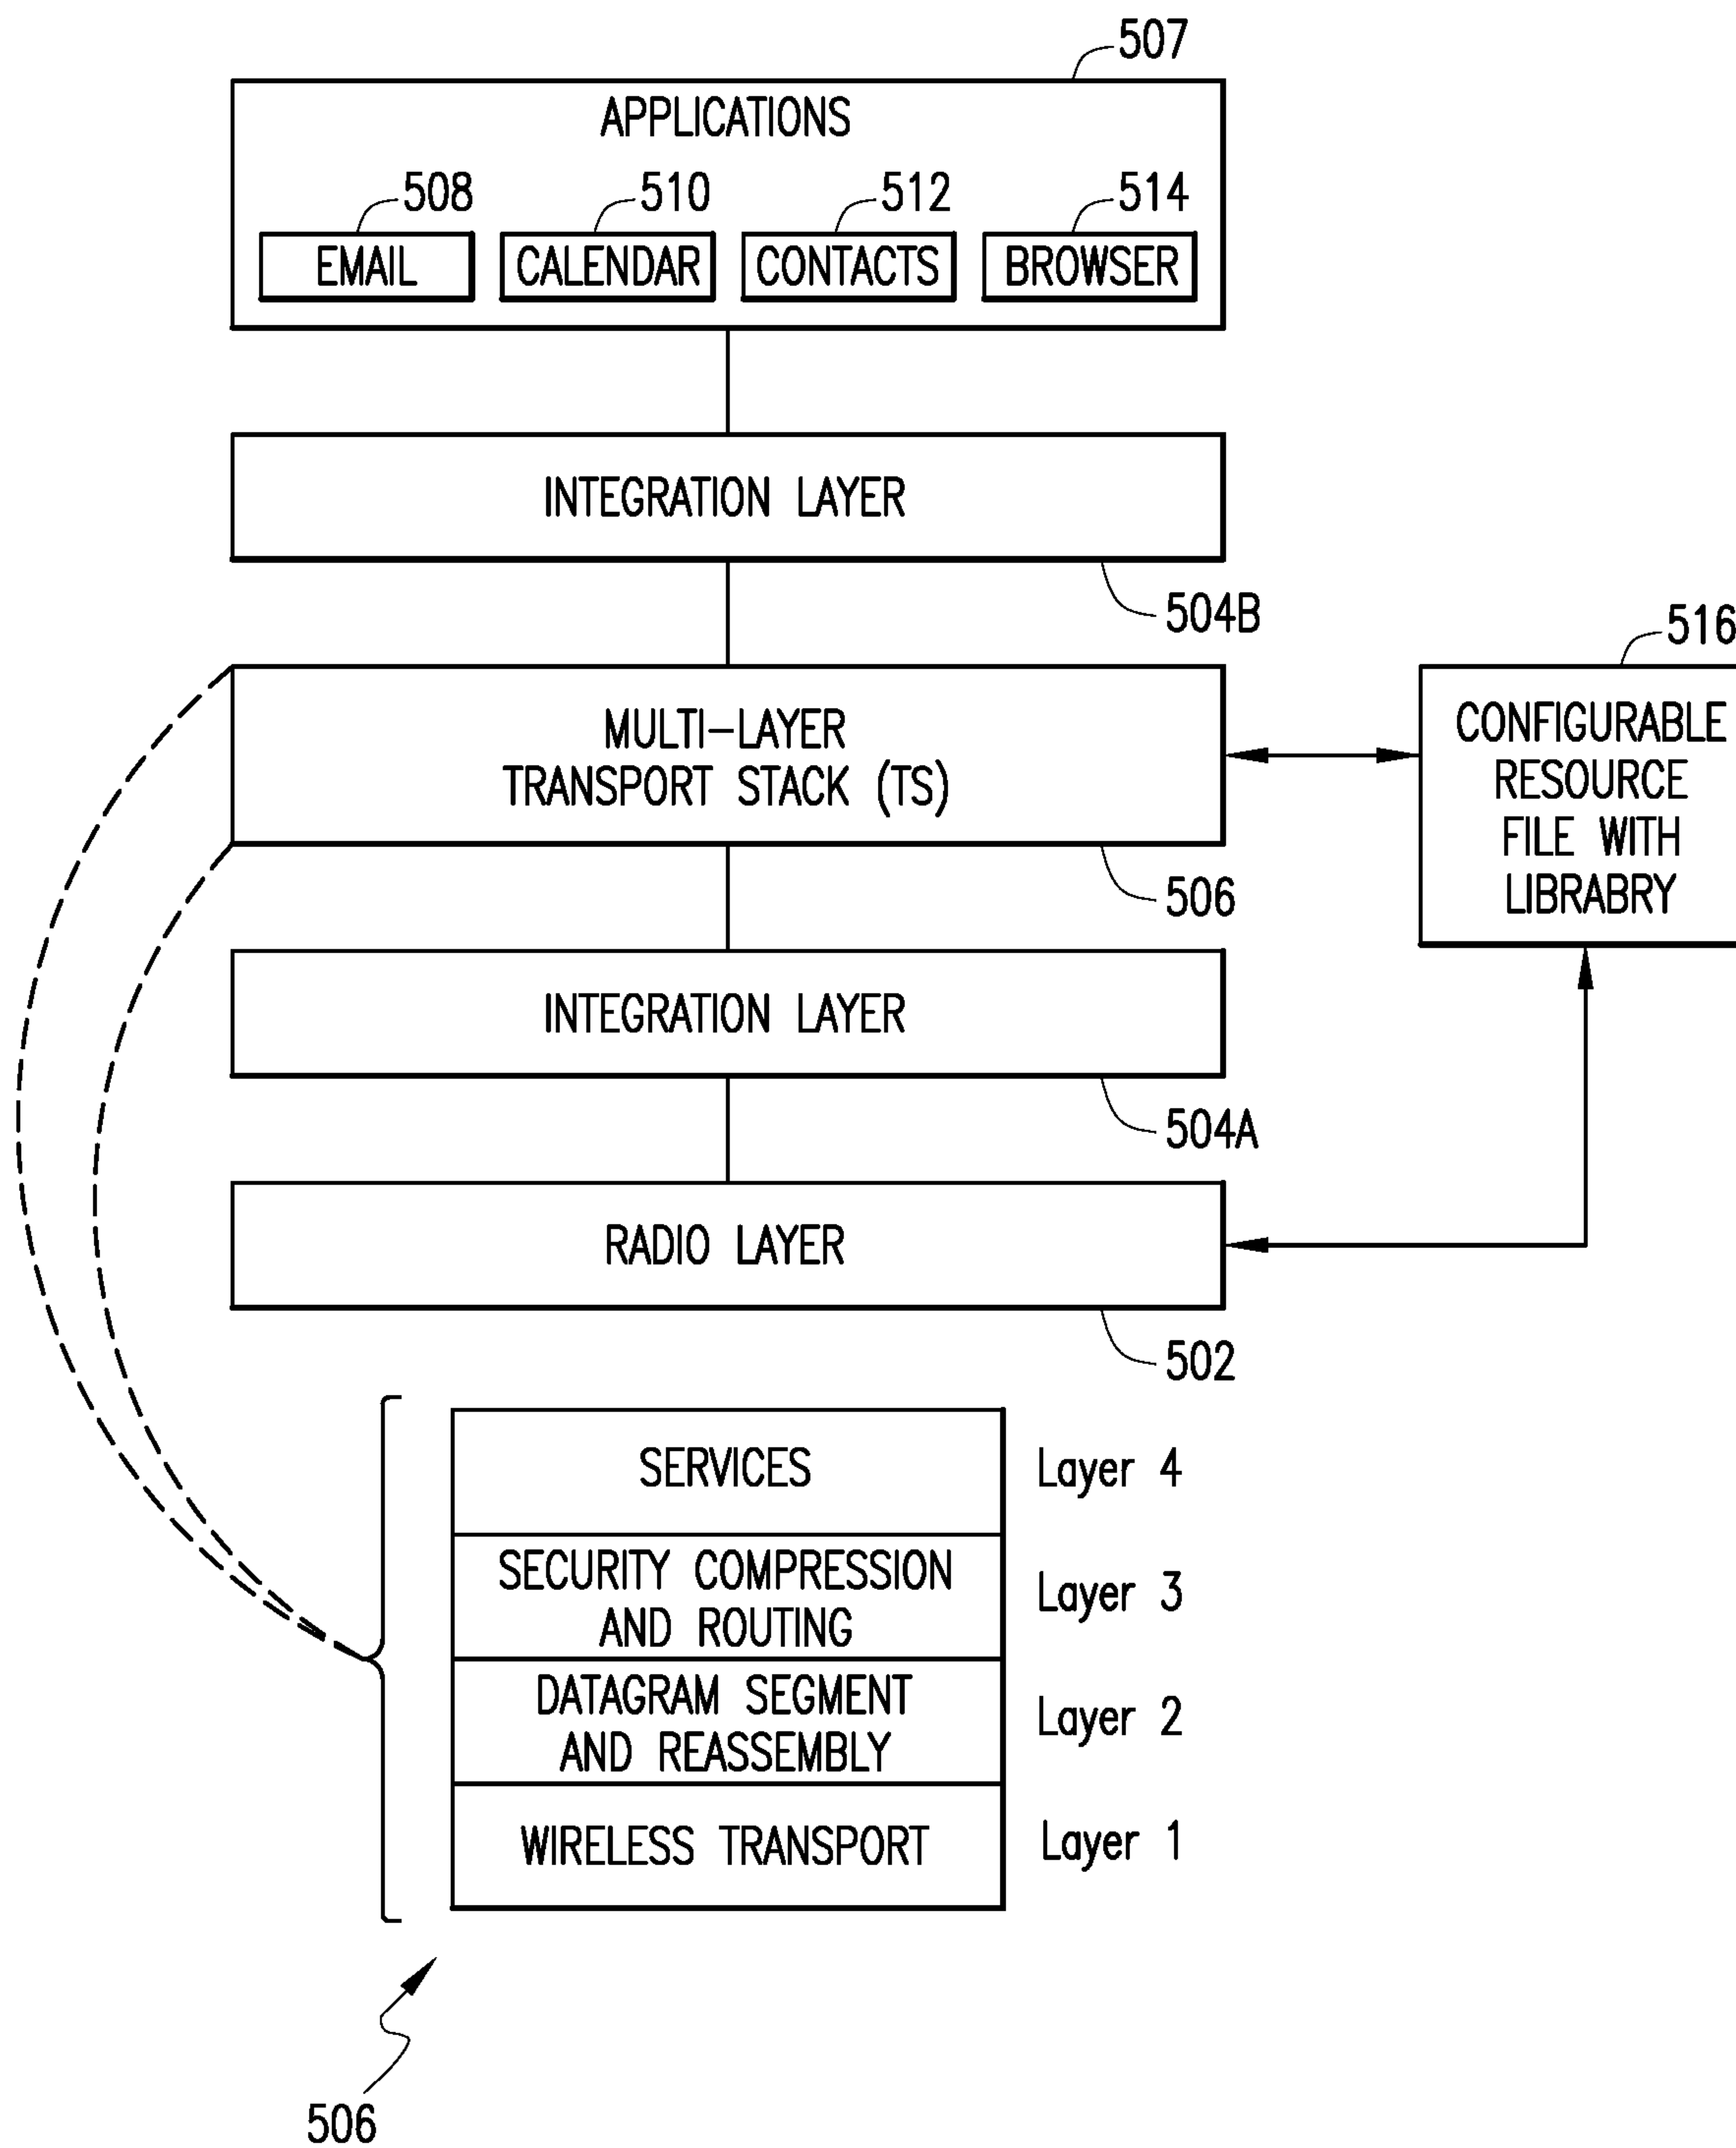 507
APPLICATIONS
508 510 512 514
EMAIL CALENDAR CONTACTS BROWSER
INTEGRATION LAYER
504B
516
MULTI-LAYER
TRANSPORT STACK (TS)
506
CONFIGURABLE
RESOURCE
FILE WITH
LIBRABRY
INTEGRATION LAYER
504A
RADIO LAYER
502
SERVICES Layer 4
SECURITY COMPRESSION
AND ROUTING
Layer 3
DATAGRAM SEGMENT
AND REASSEMBLY
Layer 2
WIRELESS TRANSPORT Layer 1
506